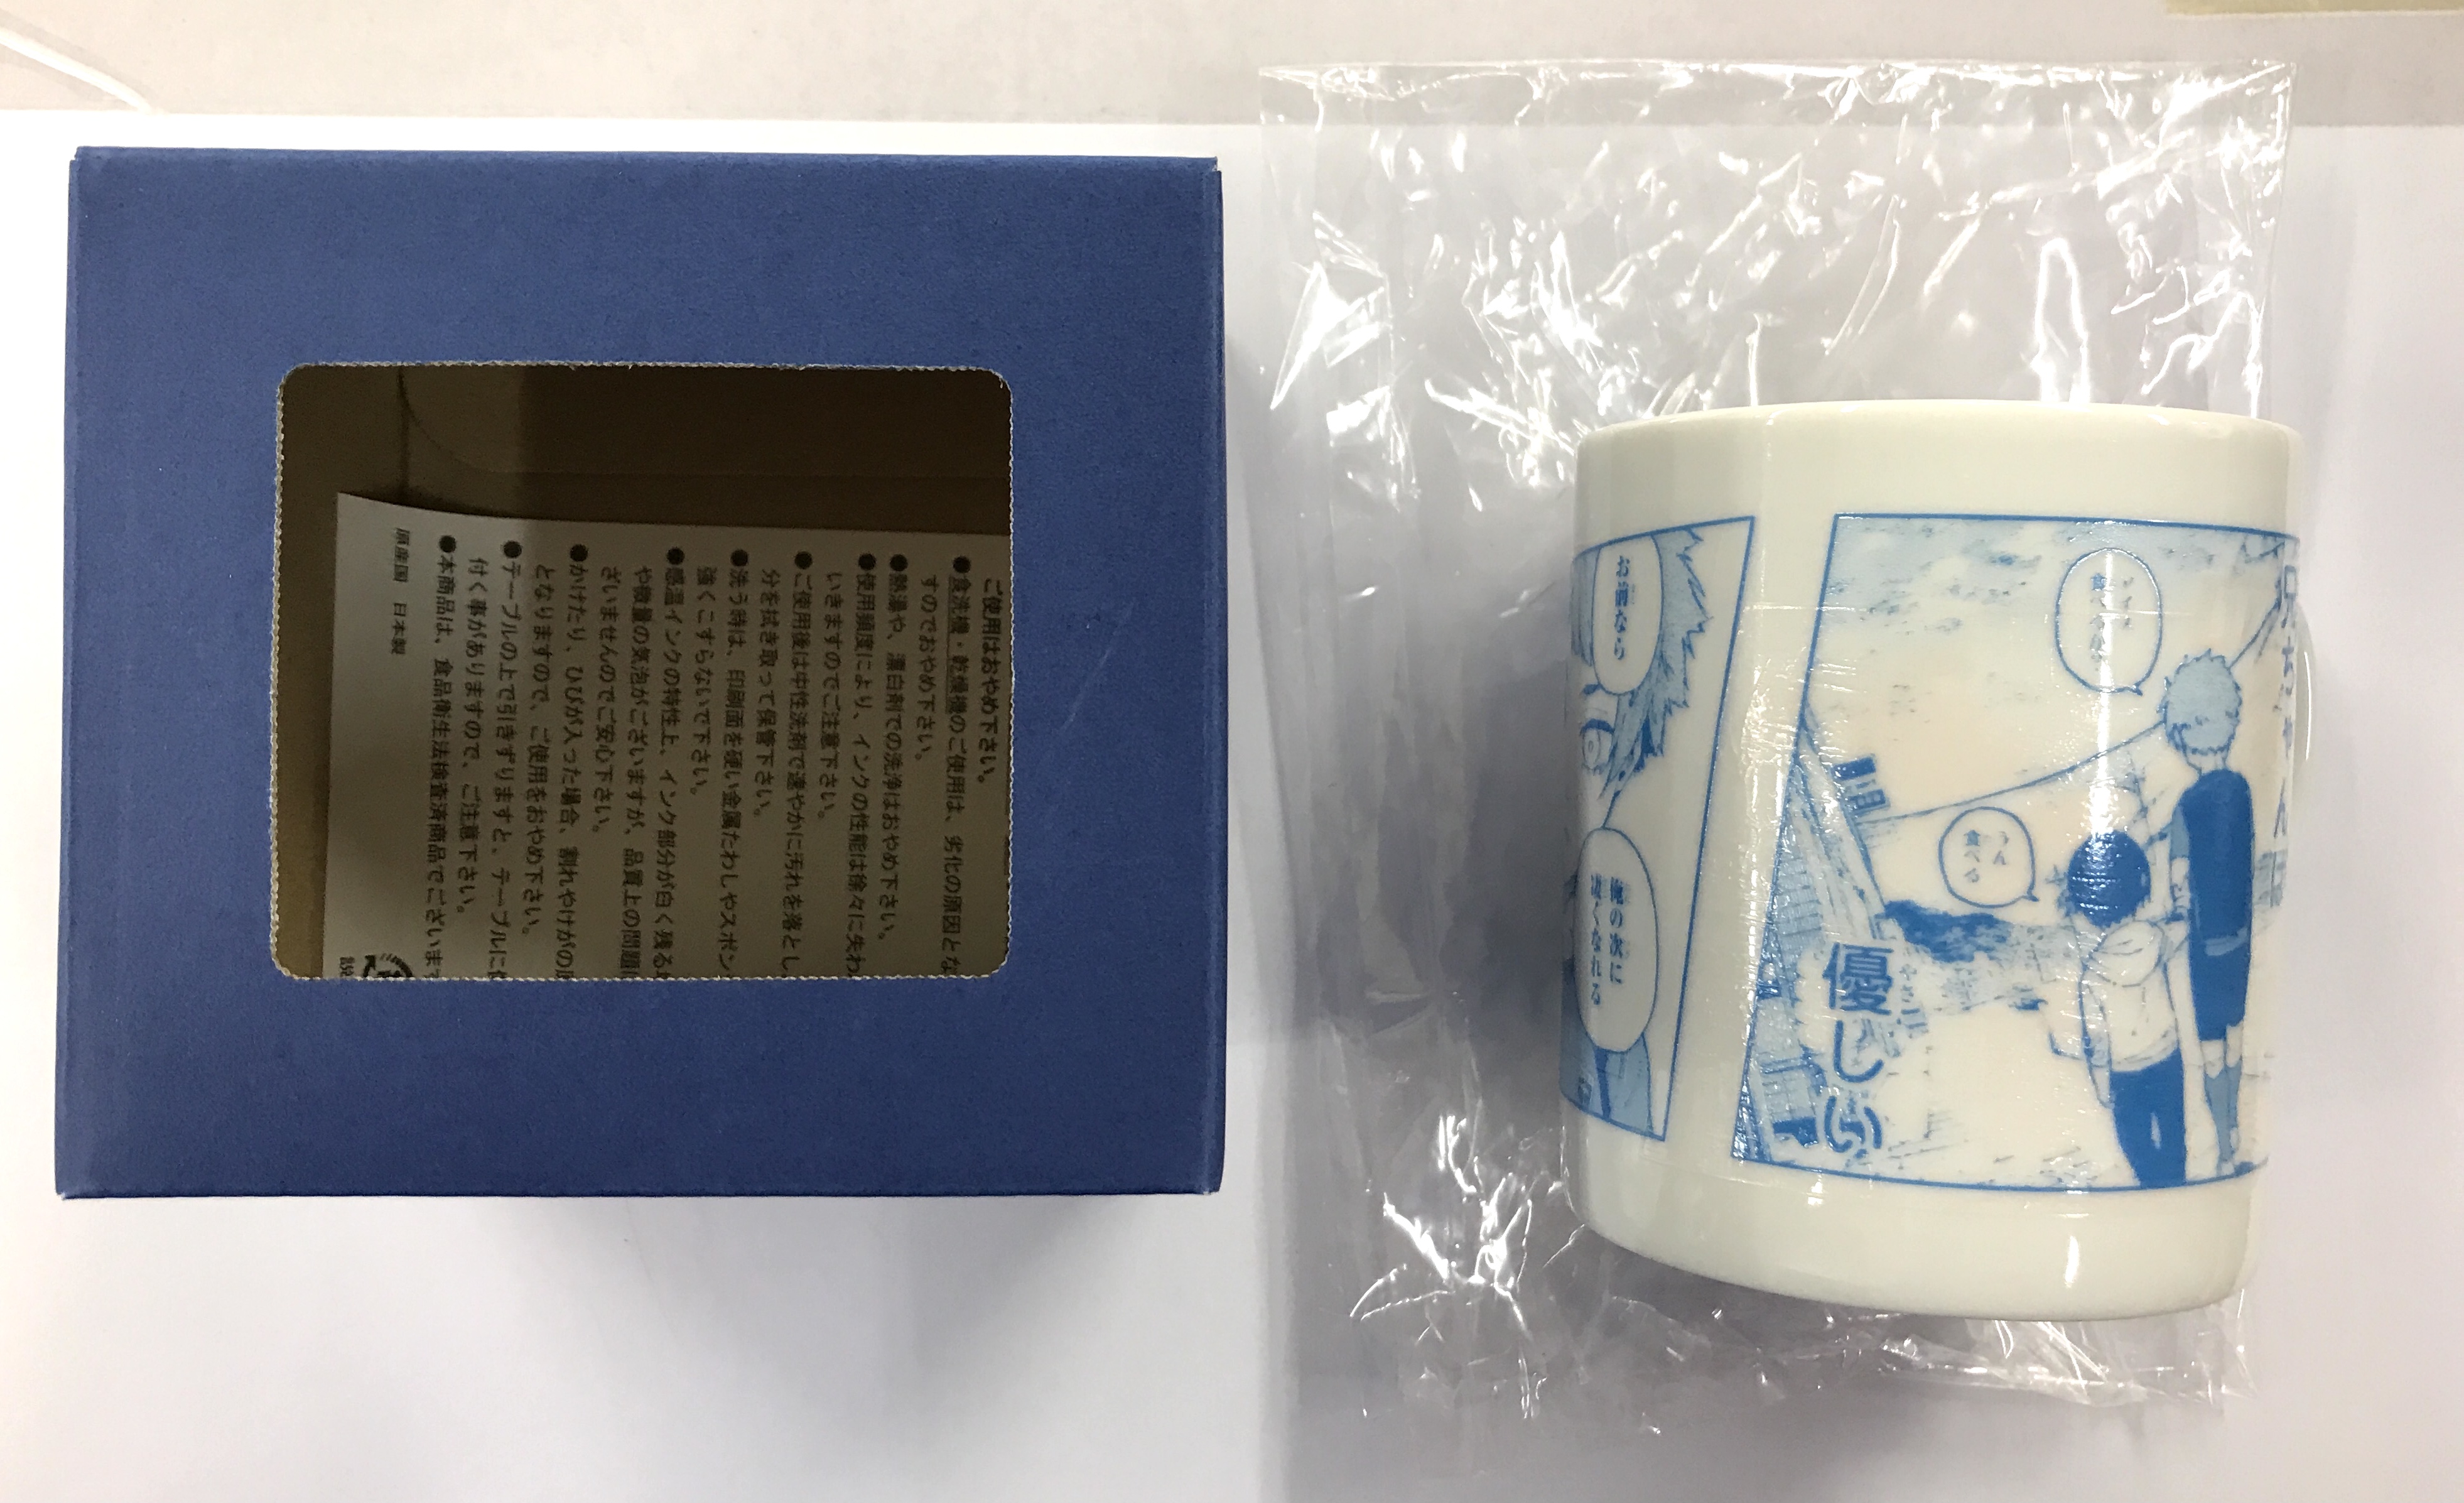 ご使用はおやめ下さい。
●食洗機・乾燥機のご使用は、劣化の原因とな
すのでおやめ下さい。
●熱湯や、漂白剤での洗浄はおやめ下さい。
●使用頻度により、インクの性能は徐々に失わ
いきますのでご注意下さい。
●ご使用後は中性洗剤で速やかに汚れを落とし、
分を拭き取って保管下さい。
●洗う時は、印刷面を硬い金属たわしやスポン
強くこすらないで下さい。
●感温インクの特性上、インク部分が白く残る
や微量の気泡がございますが、品質上の問題
ざいませんのでご安心下さい。
●かけたり、ひびが入った場合、割れやけがの
となりますので、ご使用をおやめ下さい。
●テーブルの上で引きずりますと、テーブルに
付く事がありますので、ご注意下さい。
●本商品は、食品衛生法検査済商品でございます
原産国 日本製
兄ちゃん
うん
食べる
優しい
お前なら
俺の次に
強くなれる